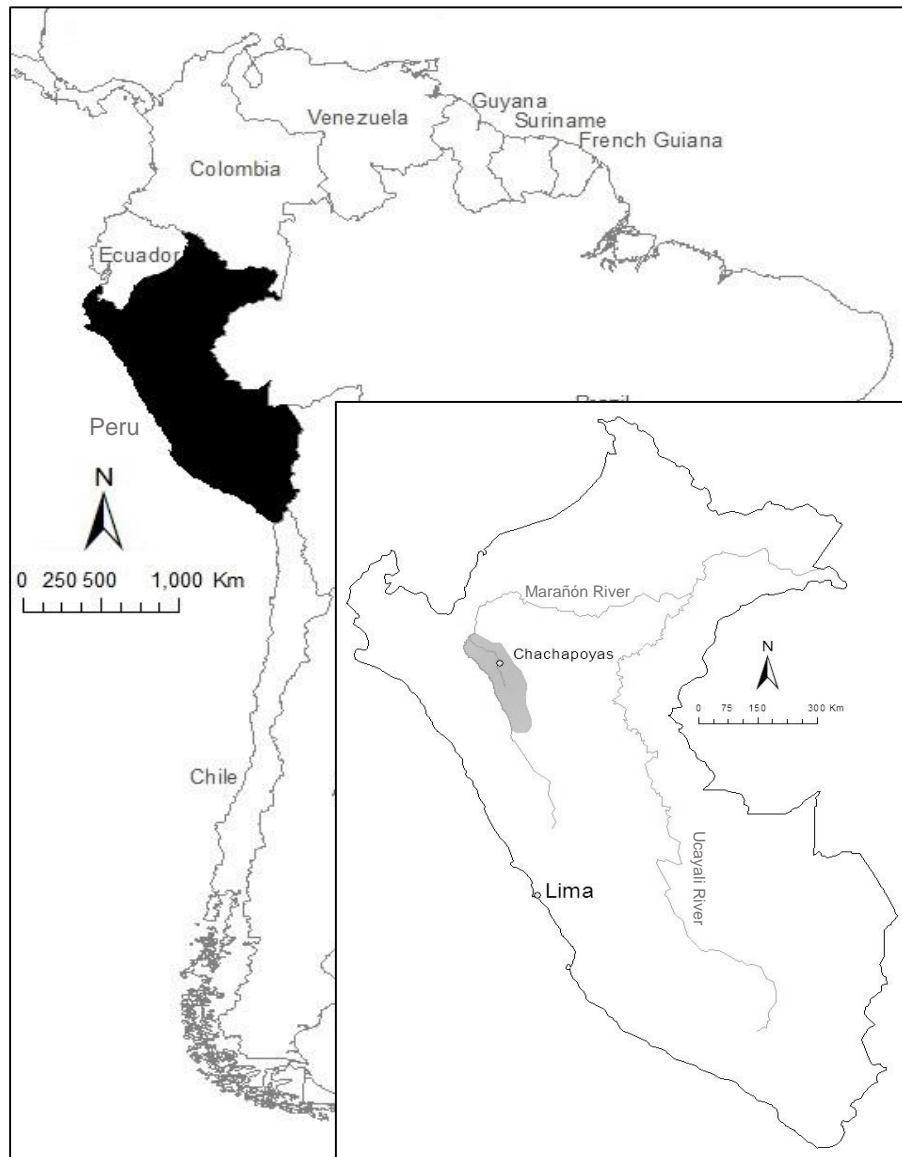 Guyana
Venezuela
Suriname
French Guiana
Colombia
Ecuador
Peru
N
0 250 500 1,000 Km
Chile
Marañón River
Chachapoyas
N
0 75 150 300 Km
Ucayali River
Lima